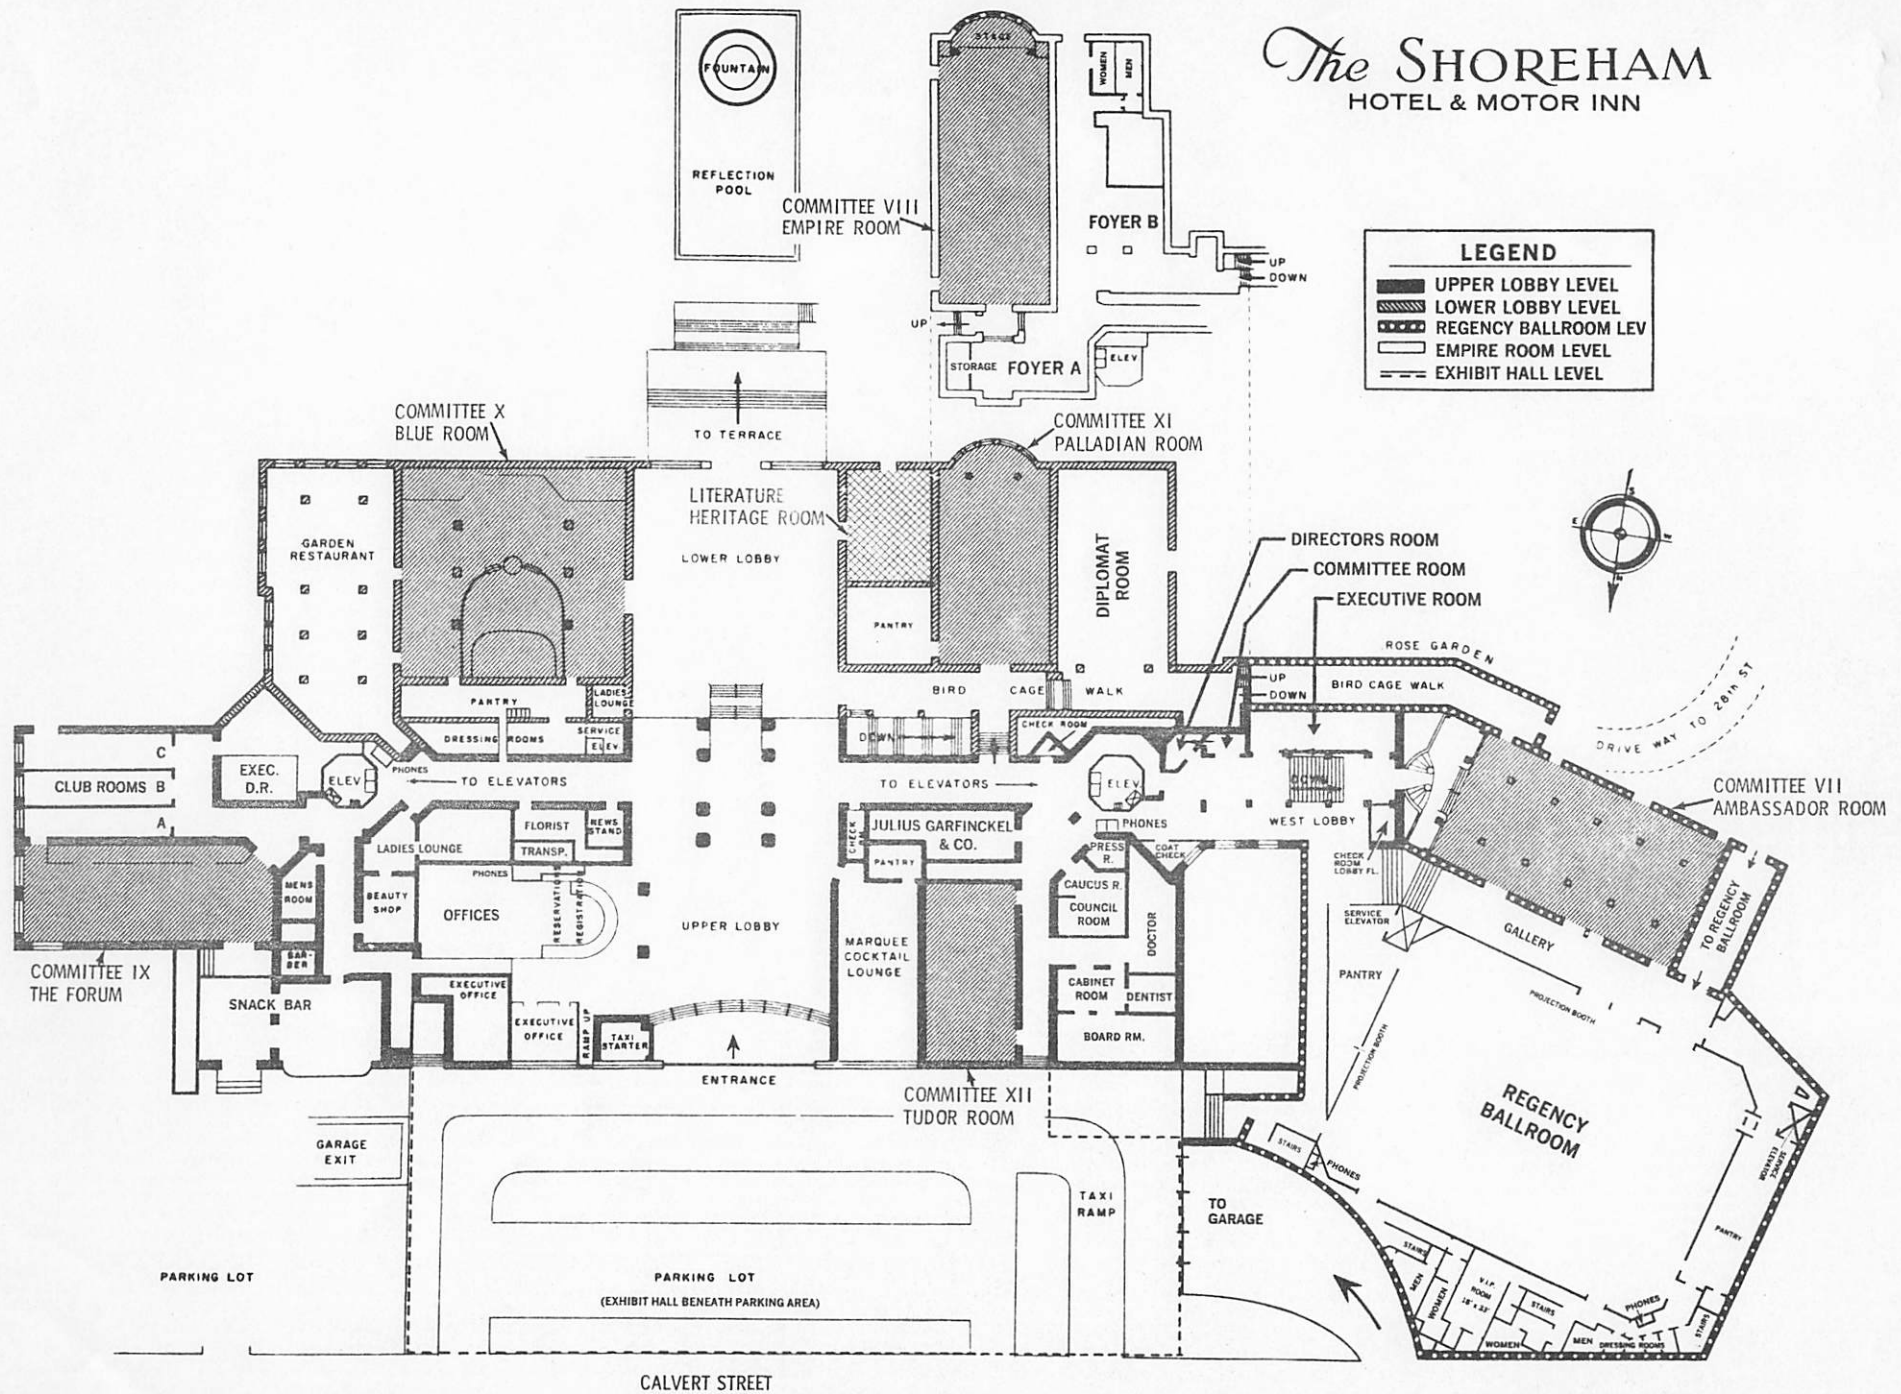 The SHOREHAM
HOTEL & MOTOR INN
FOUNTAIN
REFLECTION
POOL
STAGE
WOMEN
MEN
COMMITTEE VIII
EMPIRE ROOM
FOYER B
UP
DOWN
UP
STORAGE
FOYER A
ELEV
LEGEND
UPPER LOBBY LEVEL
LOWER LOBBY LEVEL
REGENCY BALLROOM LEV
EMPIRE ROOM LEVEL
EXHIBIT HALL LEVEL
COMMITTEE X
BLUE ROOM
TO TERRACE
COMMITTEE XI
PALLADIAN ROOM
LITERATURE
HERITAGE ROOM
S
E
W
N
GARDEN
RESTAURANT
LOWER LOBBY
DIPLOMAT
ROOM
DIRECTORS ROOM
COMMITTEE ROOM
EXECUTIVE ROOM
PANTRY
ROSE GARDEN
BIRD CAGE WALK
UP
DOWN
BIRD CAGE WALK
DRIVE WAY TO 28th ST
PANTRY
LADIES
LOUNGE
DRESSING ROOMS
SERVICE
ELEV
DOWN
CHECK ROOM
C
CLUB ROOMS B
A
EXEC.
D.R.
ELEV
PHONES
TO ELEVATORS
TO ELEVATORS
ELEV
DOWN
COMMITTEE VII
AMBASSADOR ROOM
FLORIST
NEWS
STAND
TRANSP.
LADIES LOUNGE
CHECK
RM
JULIUS GARFINCKEL
& CO.
PHONES
WEST LOBBY
PRESS
R.
COAT
CHECK
CHECK
ROOM
LOBBY FL.
PANTRY
PHONES
MENS
ROOM
BEAUTY
SHOP
OFFICES
RESERVATIONS
REGISTRATION
CAUCUS R.
COUNCIL
ROOM
DOCTOR
SERVICE
ELEVATOR
GALLERY
TO REGENCY
BALLROOM
UPPER LOBBY
MARQUEE
COCKTAIL
LOUNGE
BAR-
BER
COMMITTEE IX
THE FORUM
SNACK BAR
EXECUTIVE
OFFICE
EXECUTIVE
OFFICE
RAMP UP
TAXI
STARTER
CABINET
ROOM
DENTIST
BOARD RM.
PANTRY
PROJECTION BOOTH
PROJECTION BOOTH
ENTRANCE
COMMITTEE XII
TUDOR ROOM
REGENCY
BALLROOM
SERVICE
ELEVATOR
GARAGE
EXIT
STAIRS
PHONES
TAXI
RAMP
TO
GARAGE
PANTRY
PARKING LOT
PARKING LOT
(EXHIBIT HALL BENEATH PARKING AREA)
STAIRS
MEN
WOMEN
V.I.P.
ROOM
18' x 23'
STAIRS
WOMEN
MEN
PHONES
DRESSING ROOMS
STAIRS
CALVERT STREET